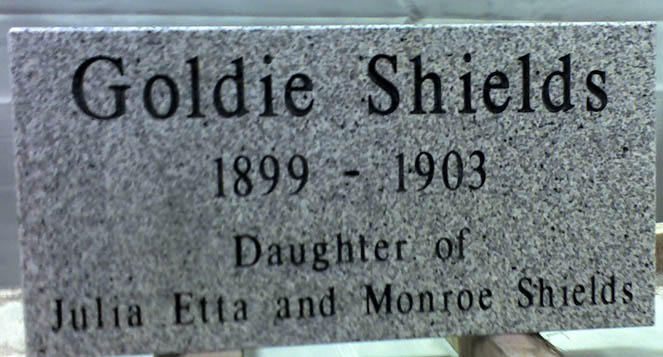 Goldie Shields
1899 - 1903
Daughter of
Julia Etta and Monroe Shields